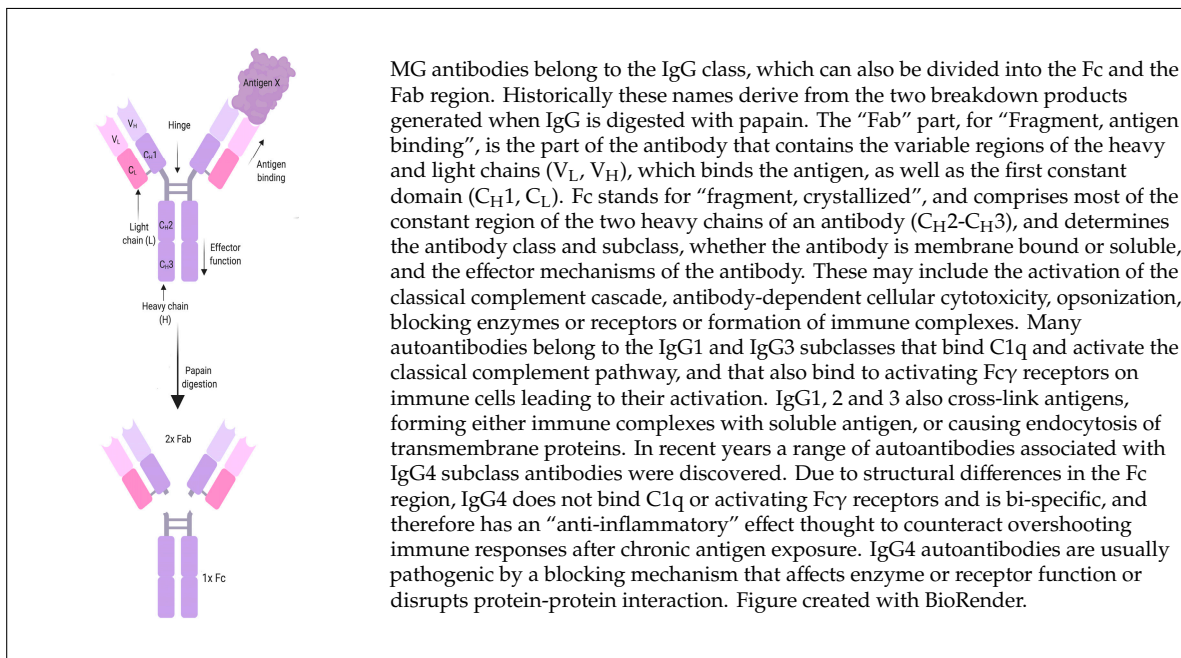 Antigen X
V_H
Hinge
V_L
C_H1
Antigen
binding
C_L
Light
chain (L)
C_H2
Effector
function
C_H3
Heavy chain
(H)
Papain
digestion
2x Fab
1x Fc
MG antibodies belong to the IgG class, which can also be divided into the Fc and the
Fab region. Historically these names derive from the two breakdown products
generated when IgG is digested with papain. The “Fab” part, for “Fragment, antigen
binding”, is the part of the antibody that contains the variable regions of the heavy
and light chains (V_L, V_H), which binds the antigen, as well as the first constant
domain (C_H1, C_L). Fc stands for “fragment, crystallized”, and comprises most of the
constant region of the two heavy chains of an antibody (C_H2-C_H3), and determines
the antibody class and subclass, whether the antibody is membrane bound or soluble,
and the effector mechanisms of the antibody. These may include the activation of the
classical complement cascade, antibody-dependent cellular cytotoxicity, opsonization,
blocking enzymes or receptors or formation of immune complexes. Many
autoantibodies belong to the IgG1 and IgG3 subclasses that bind C1q and activate the
classical complement pathway, and that also bind to activating Fcγ receptors on
immune cells leading to their activation. IgG1, 2 and 3 also cross-link antigens,
forming either immune complexes with soluble antigen, or causing endocytosis of
transmembrane proteins. In recent years a range of autoantibodies associated with
IgG4 subclass antibodies were discovered. Due to structural differences in the Fc
region, IgG4 does not bind C1q or activating Fcγ receptors and is bi-specific, and
therefore has an “anti-inflammatory” effect thought to counteract overshooting
immune responses after chronic antigen exposure. IgG4 autoantibodies are usually
pathogenic by a blocking mechanism that affects enzyme or receptor function or
disrupts protein-protein interaction. Figure created with BioRender.